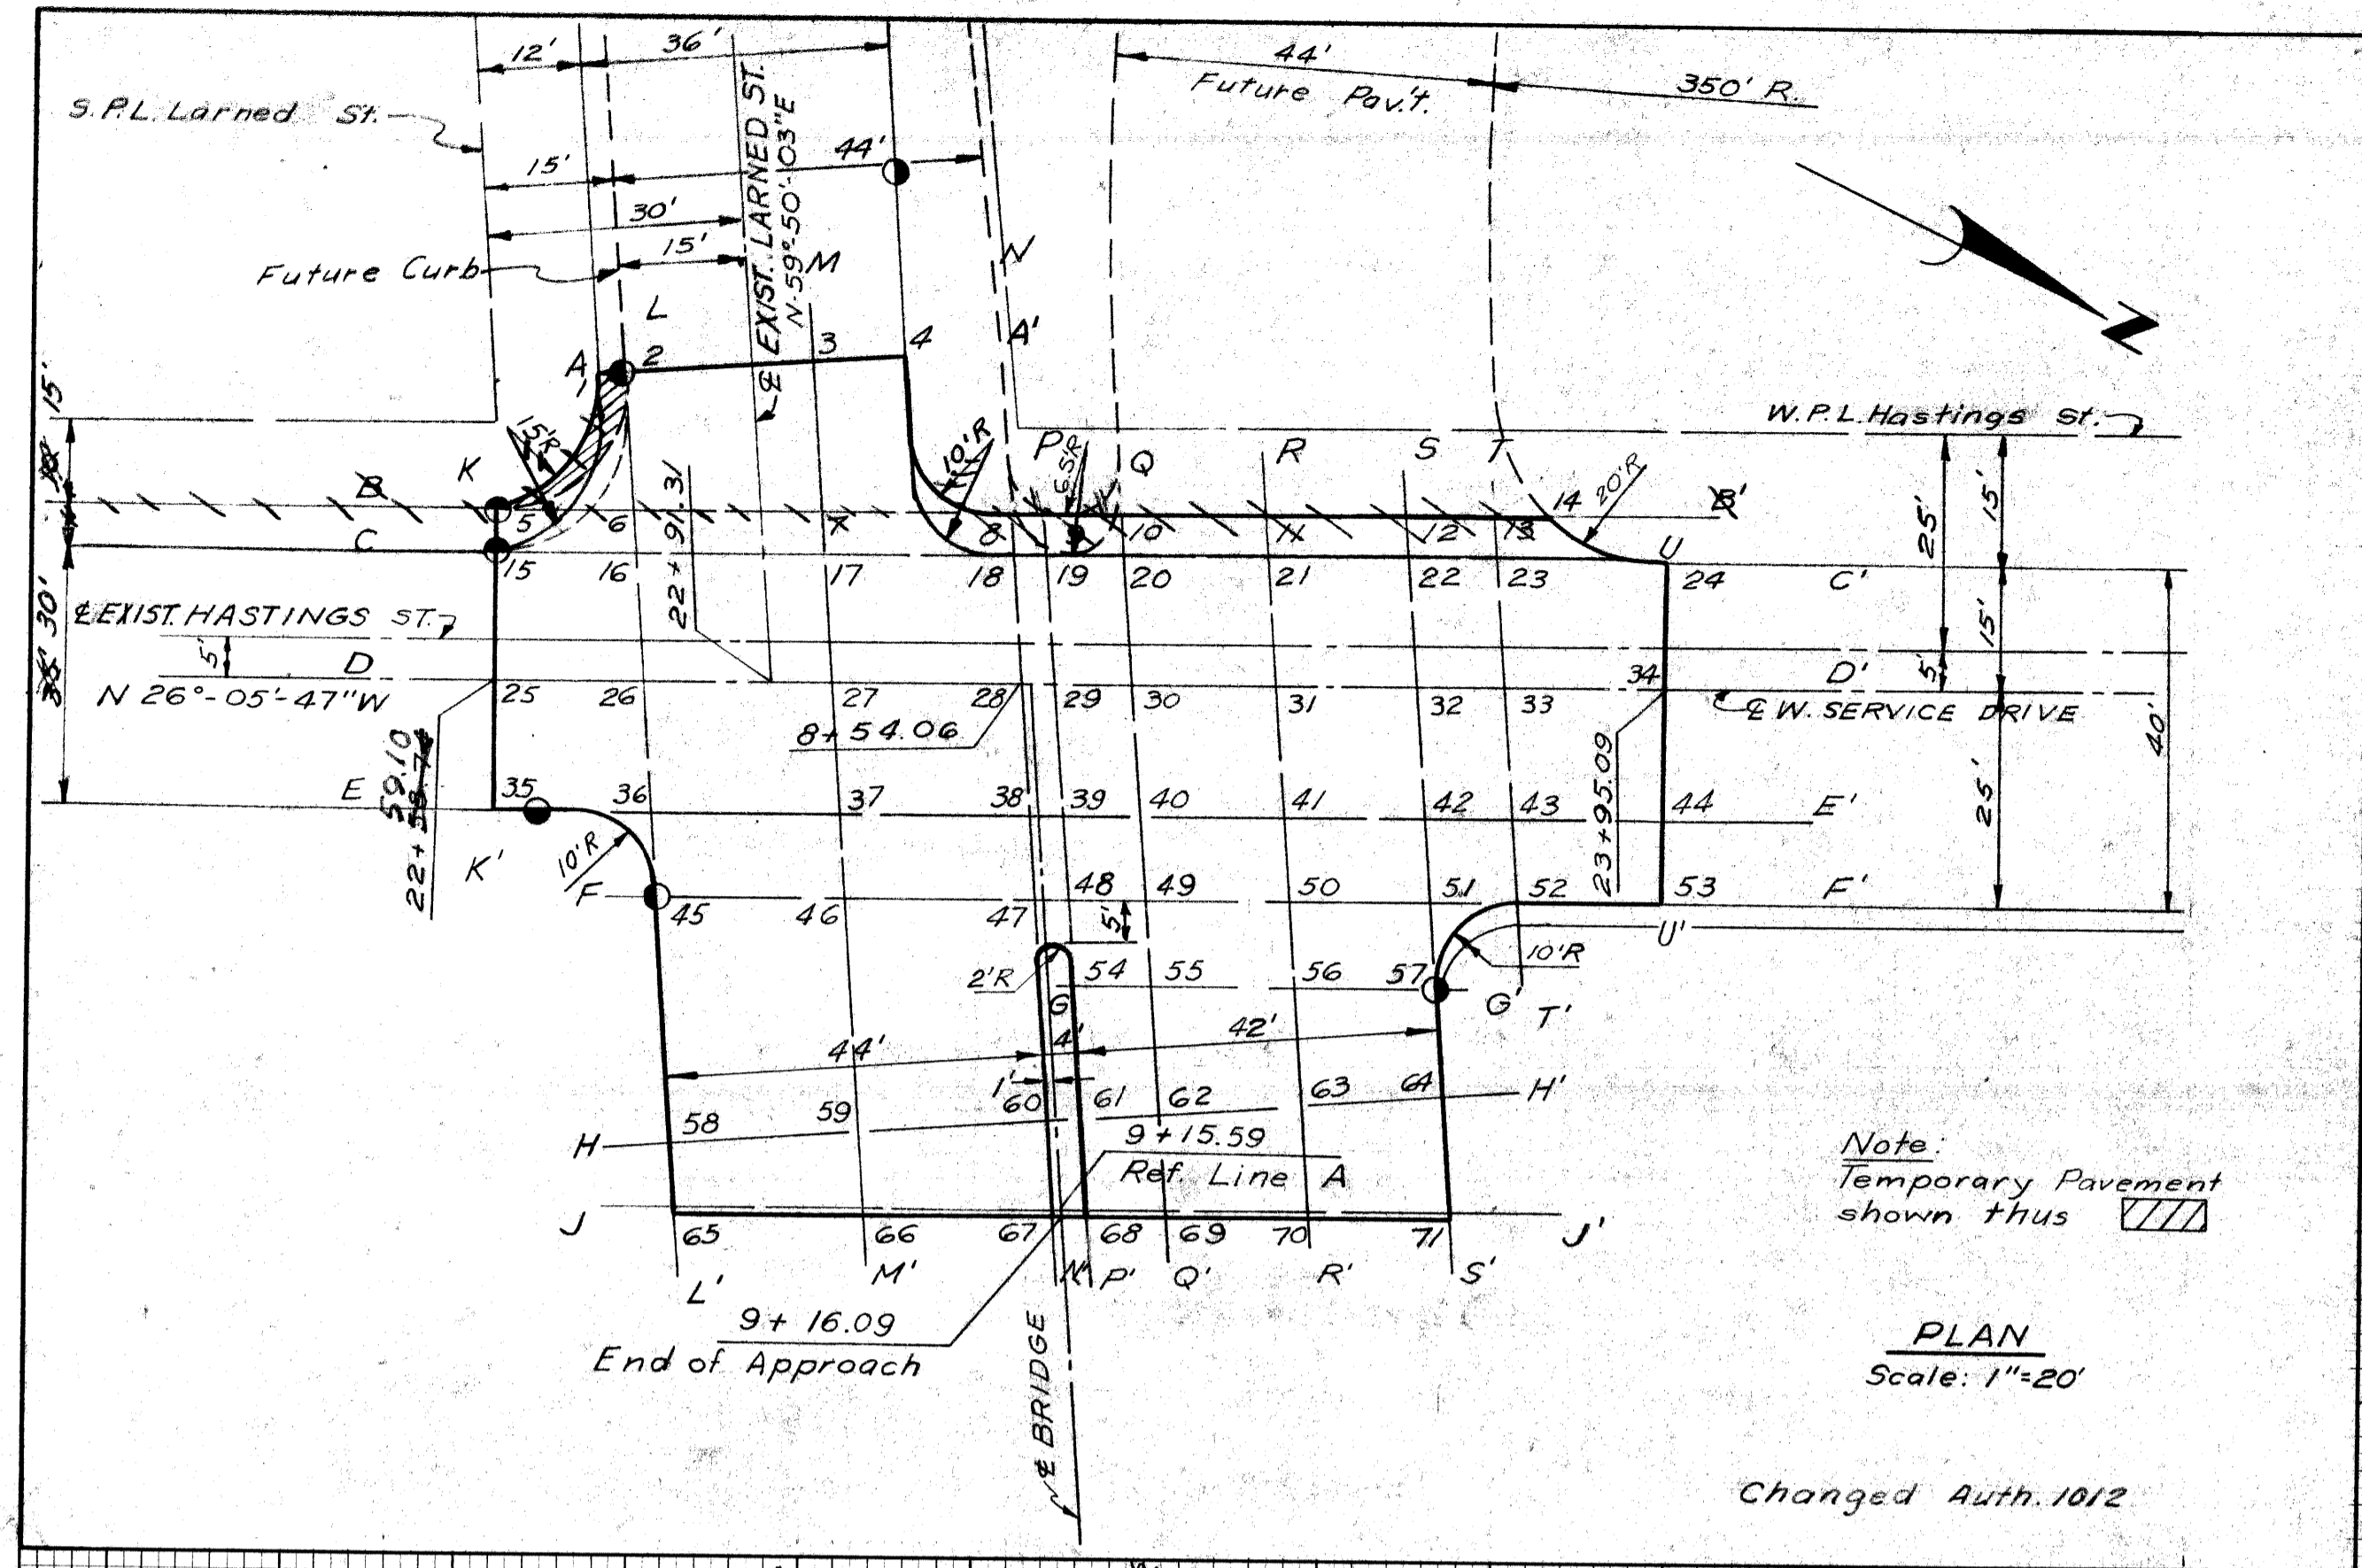 12'
36'
44'
Future Pav't.
350' R.
S.P.L. Larned St.
15'
44'
30'
15'
Future Curb
℄ EXIST. LARNED ST.
N-59°-50'-03"E
L
M
N
A
2
3
4
A'
W.P.L. Hastings St.
15'
K
15'R
10'R
P
6.5'R
Q
R
S
T
14
20'R
B'
B
5
6
7
8
9
10
11
12
13
C
15
16
17
18
19
20
21
22
23
U
24
C'
25'
15'
30'
22+91.31
℄ EXIST. HASTINGS ST.
5'
D
N 26°-05'-47"W
25
26
27
28
29
30
31
32
33
34
D'
15'
5'
8+54.06
℄ W. SERVICE DRIVE
40'
59.10
22+58.74
23+95.09
E
35
36
37
38
39
40
41
42
43
44
E'
25'
K'
10'R
F
45
46
47
48
49
50
51
52
53
F'
5'
U'
2'R
G
54
55
56
57
10'R
G'
T'
44'
4'
42'
1'
H
58
59
60
61
62
63
64
H'
9+15.59
Ref. Line A
Note:
Temporary Pavement
shown thus
J
65
66
67
68
69
70
71
J'
L'
M'
N'
P'
Q'
R'
S'
9+16.09
End of Approach
℄ BRIDGE
N
PLAN
Scale: 1"=20'
Changed Auth. 1012